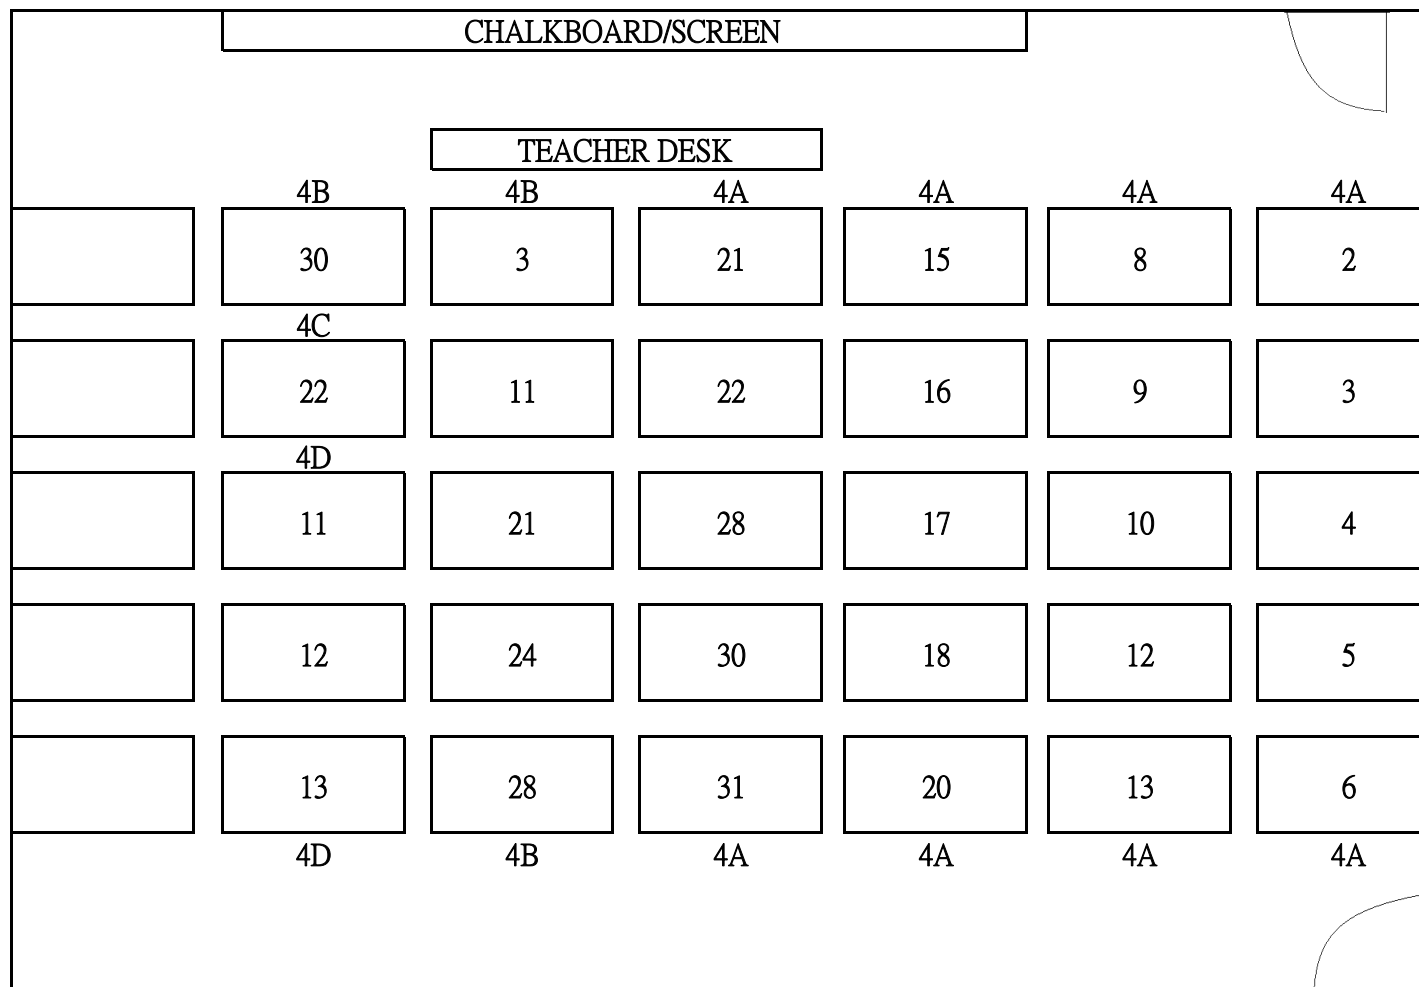 CHALKBOARD/SCREEN
TEACHER DESK
4B 4B 4A 4A 4A 4A
30 3 21 15 8 2
4C
22 11 22 16 9 3
4D
11 21 28 17 10 4
12 24 30 18 12 5
13 28 31 20 13 6
4D 4B 4A 4A 4A 4A